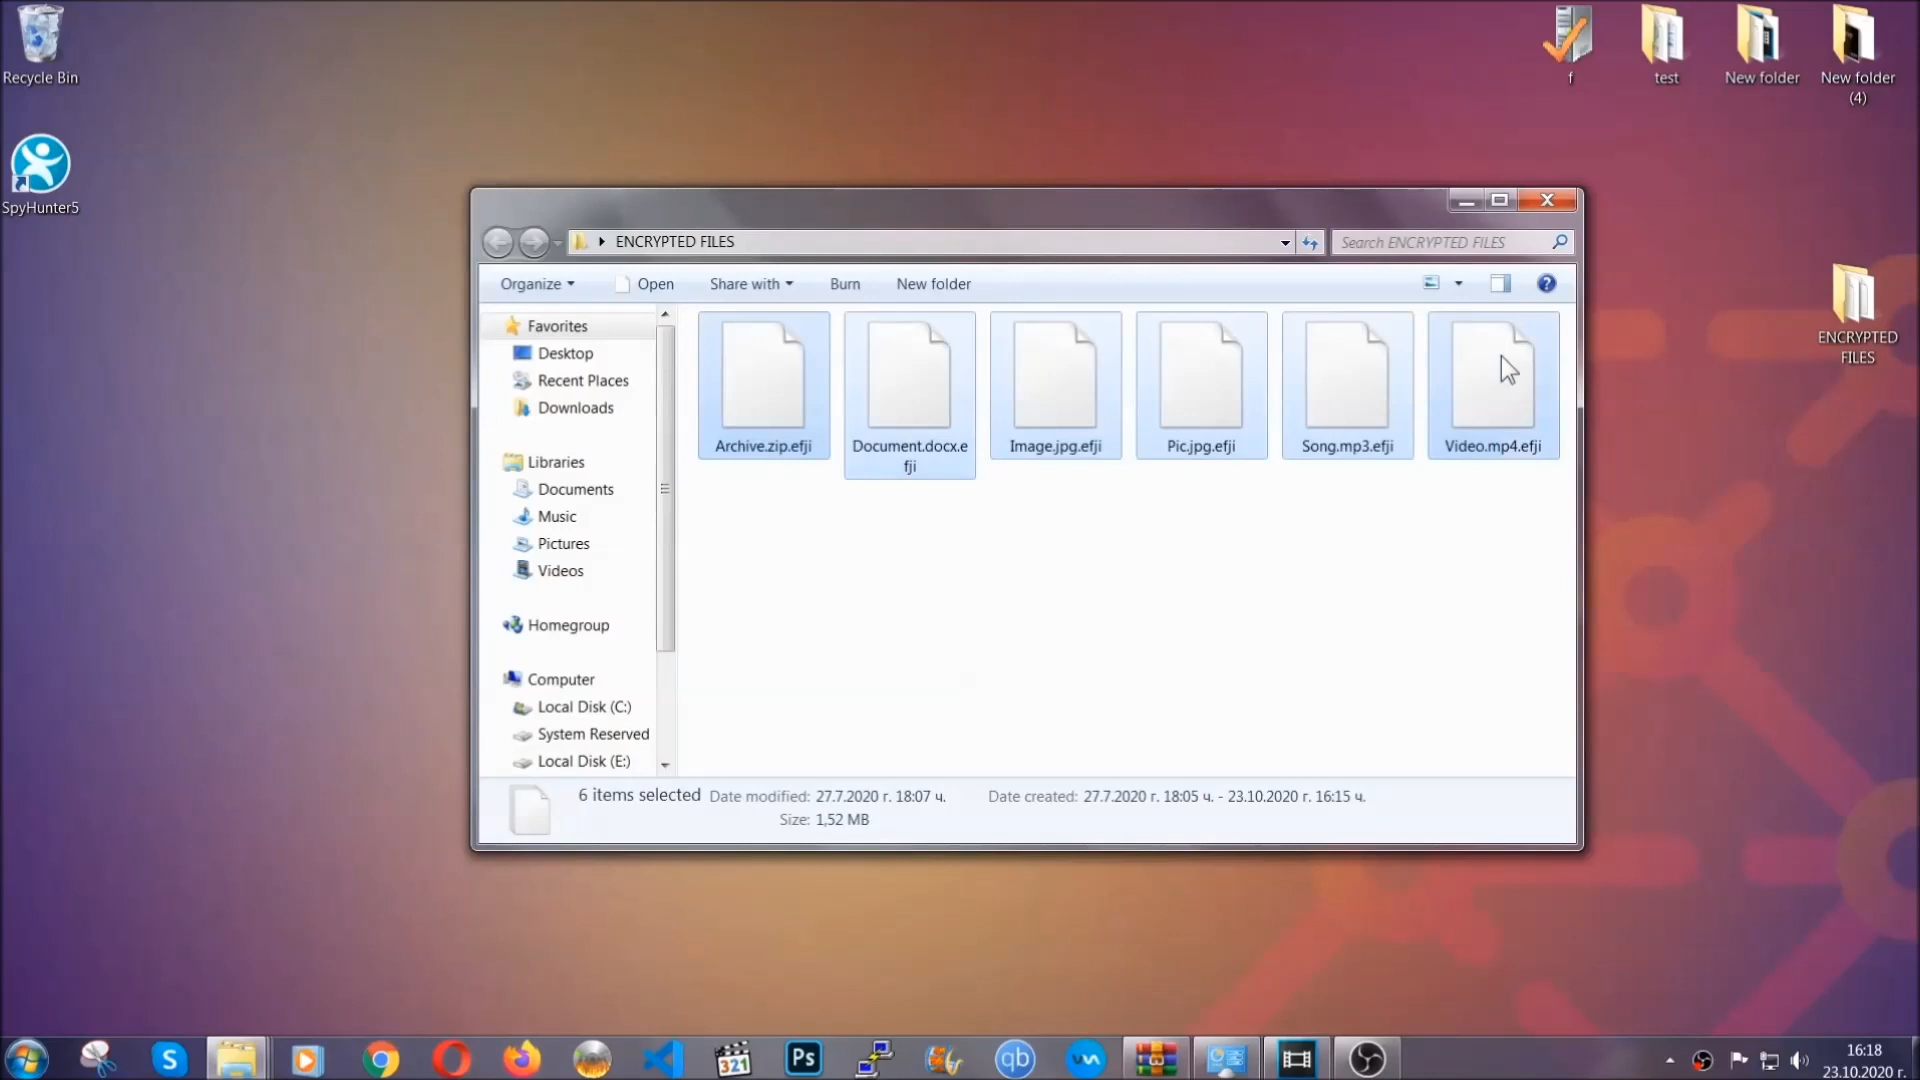 Recycle Bin
SpyHunter5
f
test
New folder
New folder
(4)
ENCRYPTED
FILES
ENCRYPTED FILES
Search ENCRYPTED FILES
Organize
Open
Share with
Burn
New folder
Favorites
Desktop
Recent Places
Downloads
Libraries
Documents
Music
Pictures
Videos
Homegroup
Computer
Local Disk (C:)
System Reserved
Local Disk (E:)
Archive.zip.efji
Document.docx.e
fji
Image.jpg.efji
Pic.jpg.efji
Song.mp3.efji
Video.mp4.efji
6 items selected Date modified: 27.7.2020 г. 18:07 ч. Date created: 27.7.2020 г. 18:05 ч. - 23.10.2020 г. 16:15 ч.
Size: 1,52 MB
S
321
Ps
qb
16:18
23.10.2020 г.